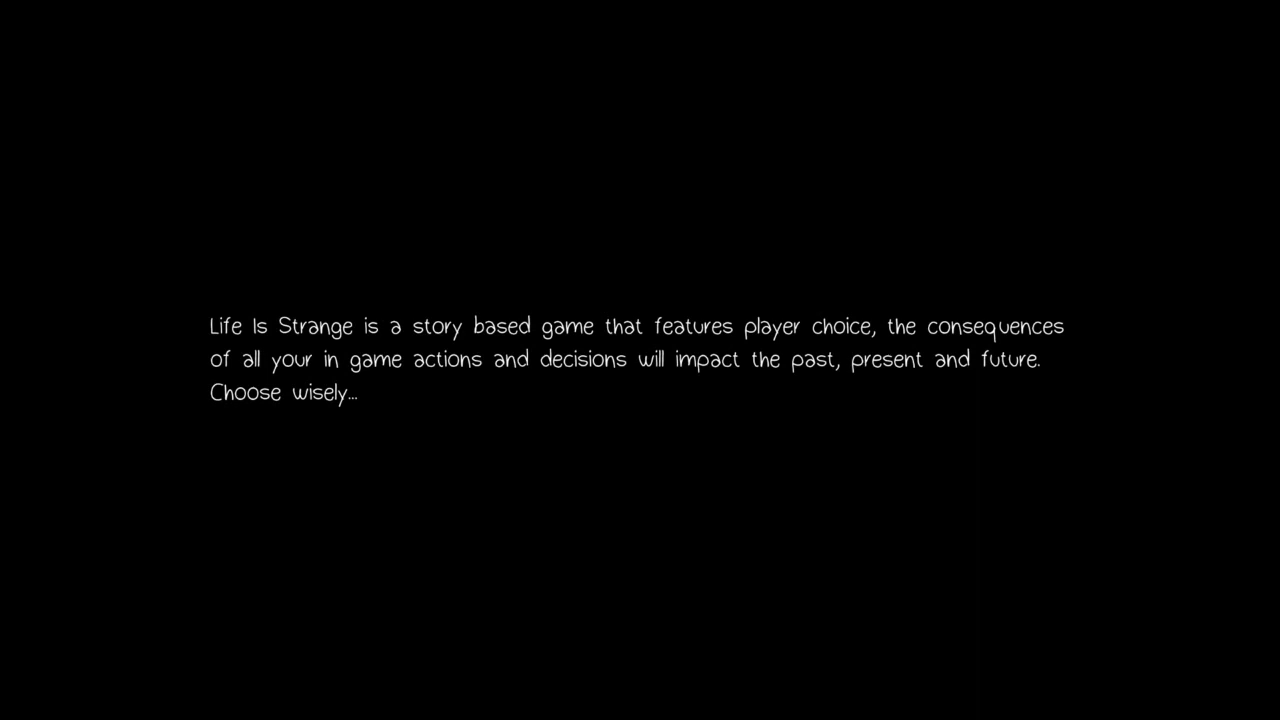 Life Is Strange is a story based game that features player choice, the consequences
of all your in game actions and decisions will impact the past, present and future.
Choose wisely...